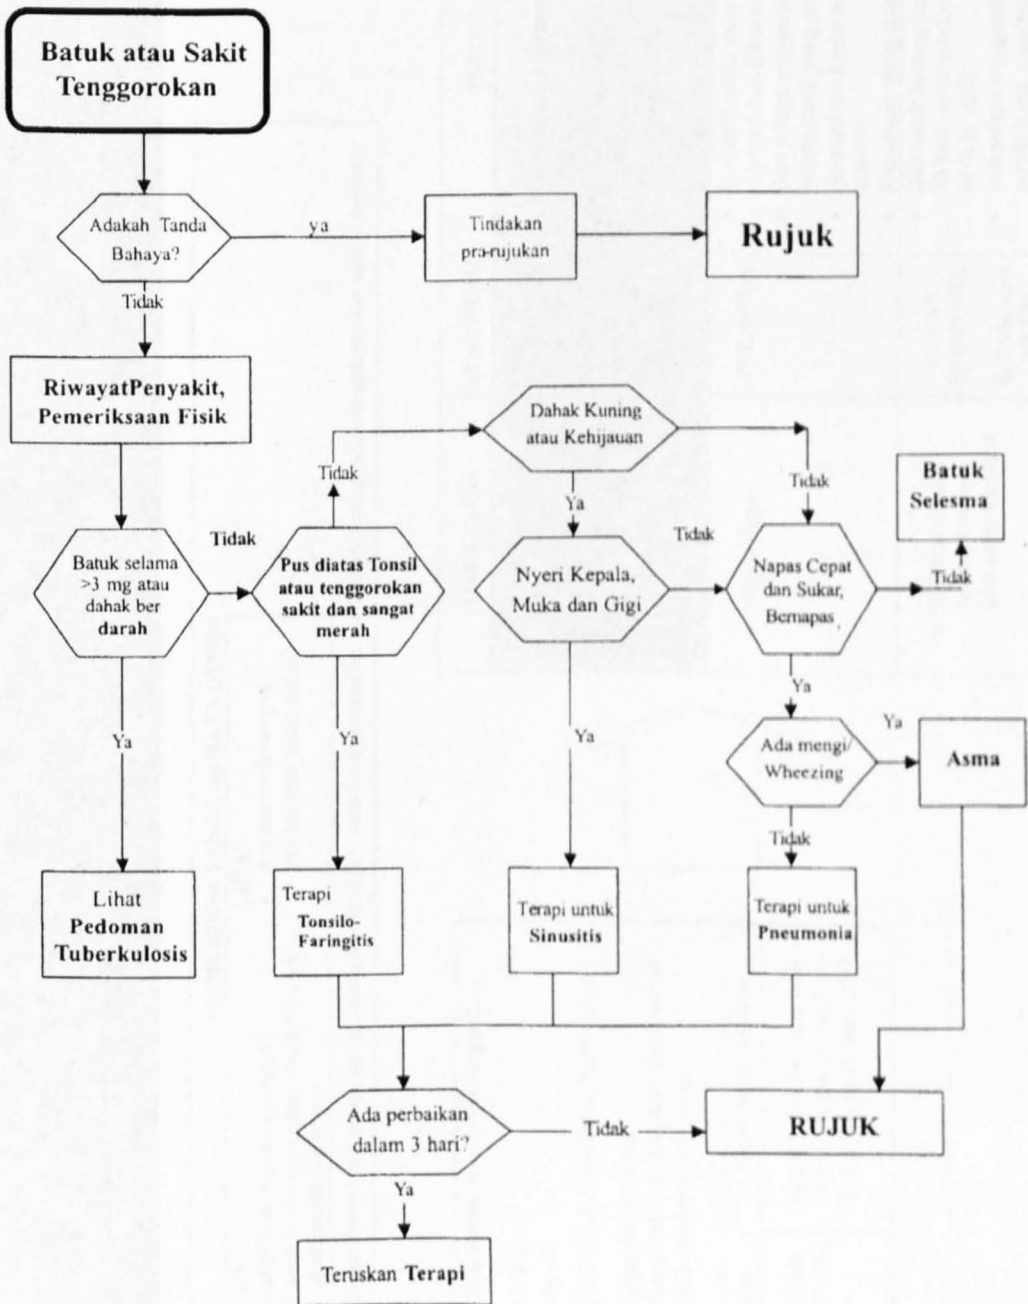 Batuk atau Sakit
Tenggorokan
Adakah Tanda
Bahaya?
ya
Tindakan
pra-rujukan
Rujuk
Tidak
RiwayatPenyakit,
Pemeriksaan Fisik
Dahak Kuning
atau Kehijauan
Tidak
Ya
Tidak
Batuk
Selesma
Batuk selama
>3 mg atau
dahak ber
darah
Tidak
Pus diatas Tonsil
atau tenggorokan
sakit dan sangat
merah
Nyeri Kepala,
Muka dan Gigi
Tidak
Napas Cepat
dan Sukar,
Bernapas
Tidak
Ya
Ya
Ya
Ya
Ada mengi/
Wheezing
Ya
Asma
Tidak
Lihat
Pedoman
Tuberkulosis
Terapi
Tonsilo-
Faringitis
Terapi untuk
Sinusitis
Terapi untuk
Pneumonia
Ada perbaikan
dalam 3 hari?
Tidak
RUJUK
Ya
Teruskan Terapi